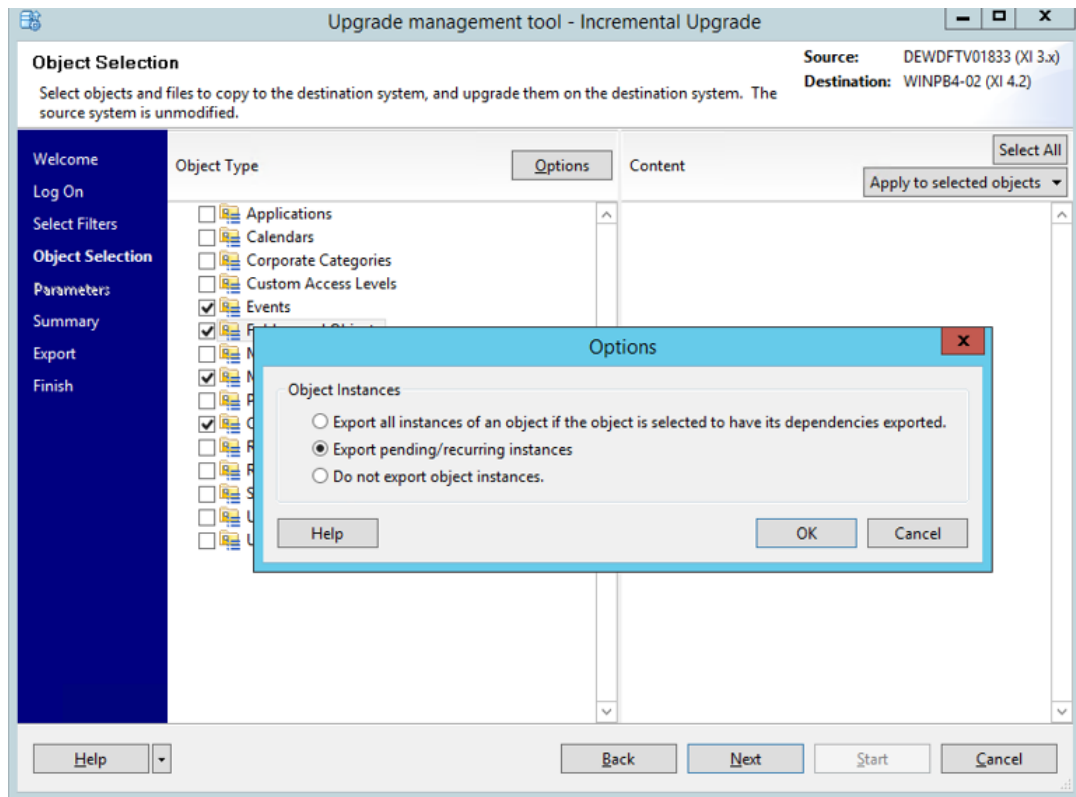 Upgrade management tool - Incremental Upgrade
Object Selection
Select objects and files to copy to the destination system, and upgrade them on the destination system. The
source system is unmodified.
Source: DEWDFTV01833 (XI 3.x)
Destination: WINPB4-02 (XI 4.2)
Welcome
Log On
Select Filters
Object Selection
Parameters
Summary
Export
Finish
Object Type
Options
Content
Select All
Apply to selected objects
Applications
Calendars
Corporate Categories
Custom Access Levels
Events
Options
Object Instances
Export all instances of an object if the object is selected to have its dependencies exported.
Export pending/recurring instances
Do not export object instances.
Help
OK
Cancel
Help
Back
Next
Start
Cancel